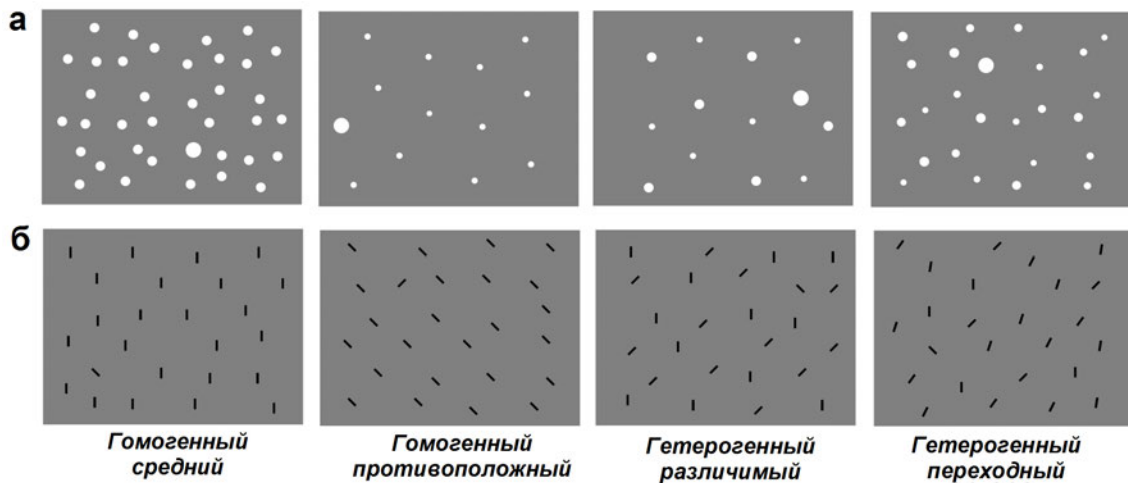 а
б
Гомогенный
средний
Гомогенный
противоположный
Гетерогенный
различимый
Гетерогенный
переходный